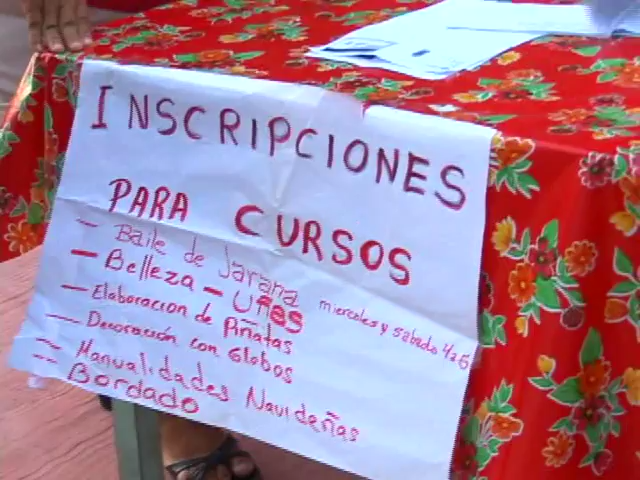 INSCRIPCIONES
PARA CURSOS
- Baile de Jarana miercoles y sabado 4 a 6
- Belleza - Uñas
- Elaboracion de Piñatas
- Decoración con Globos
- Manualidades Navideñas
- Bordado